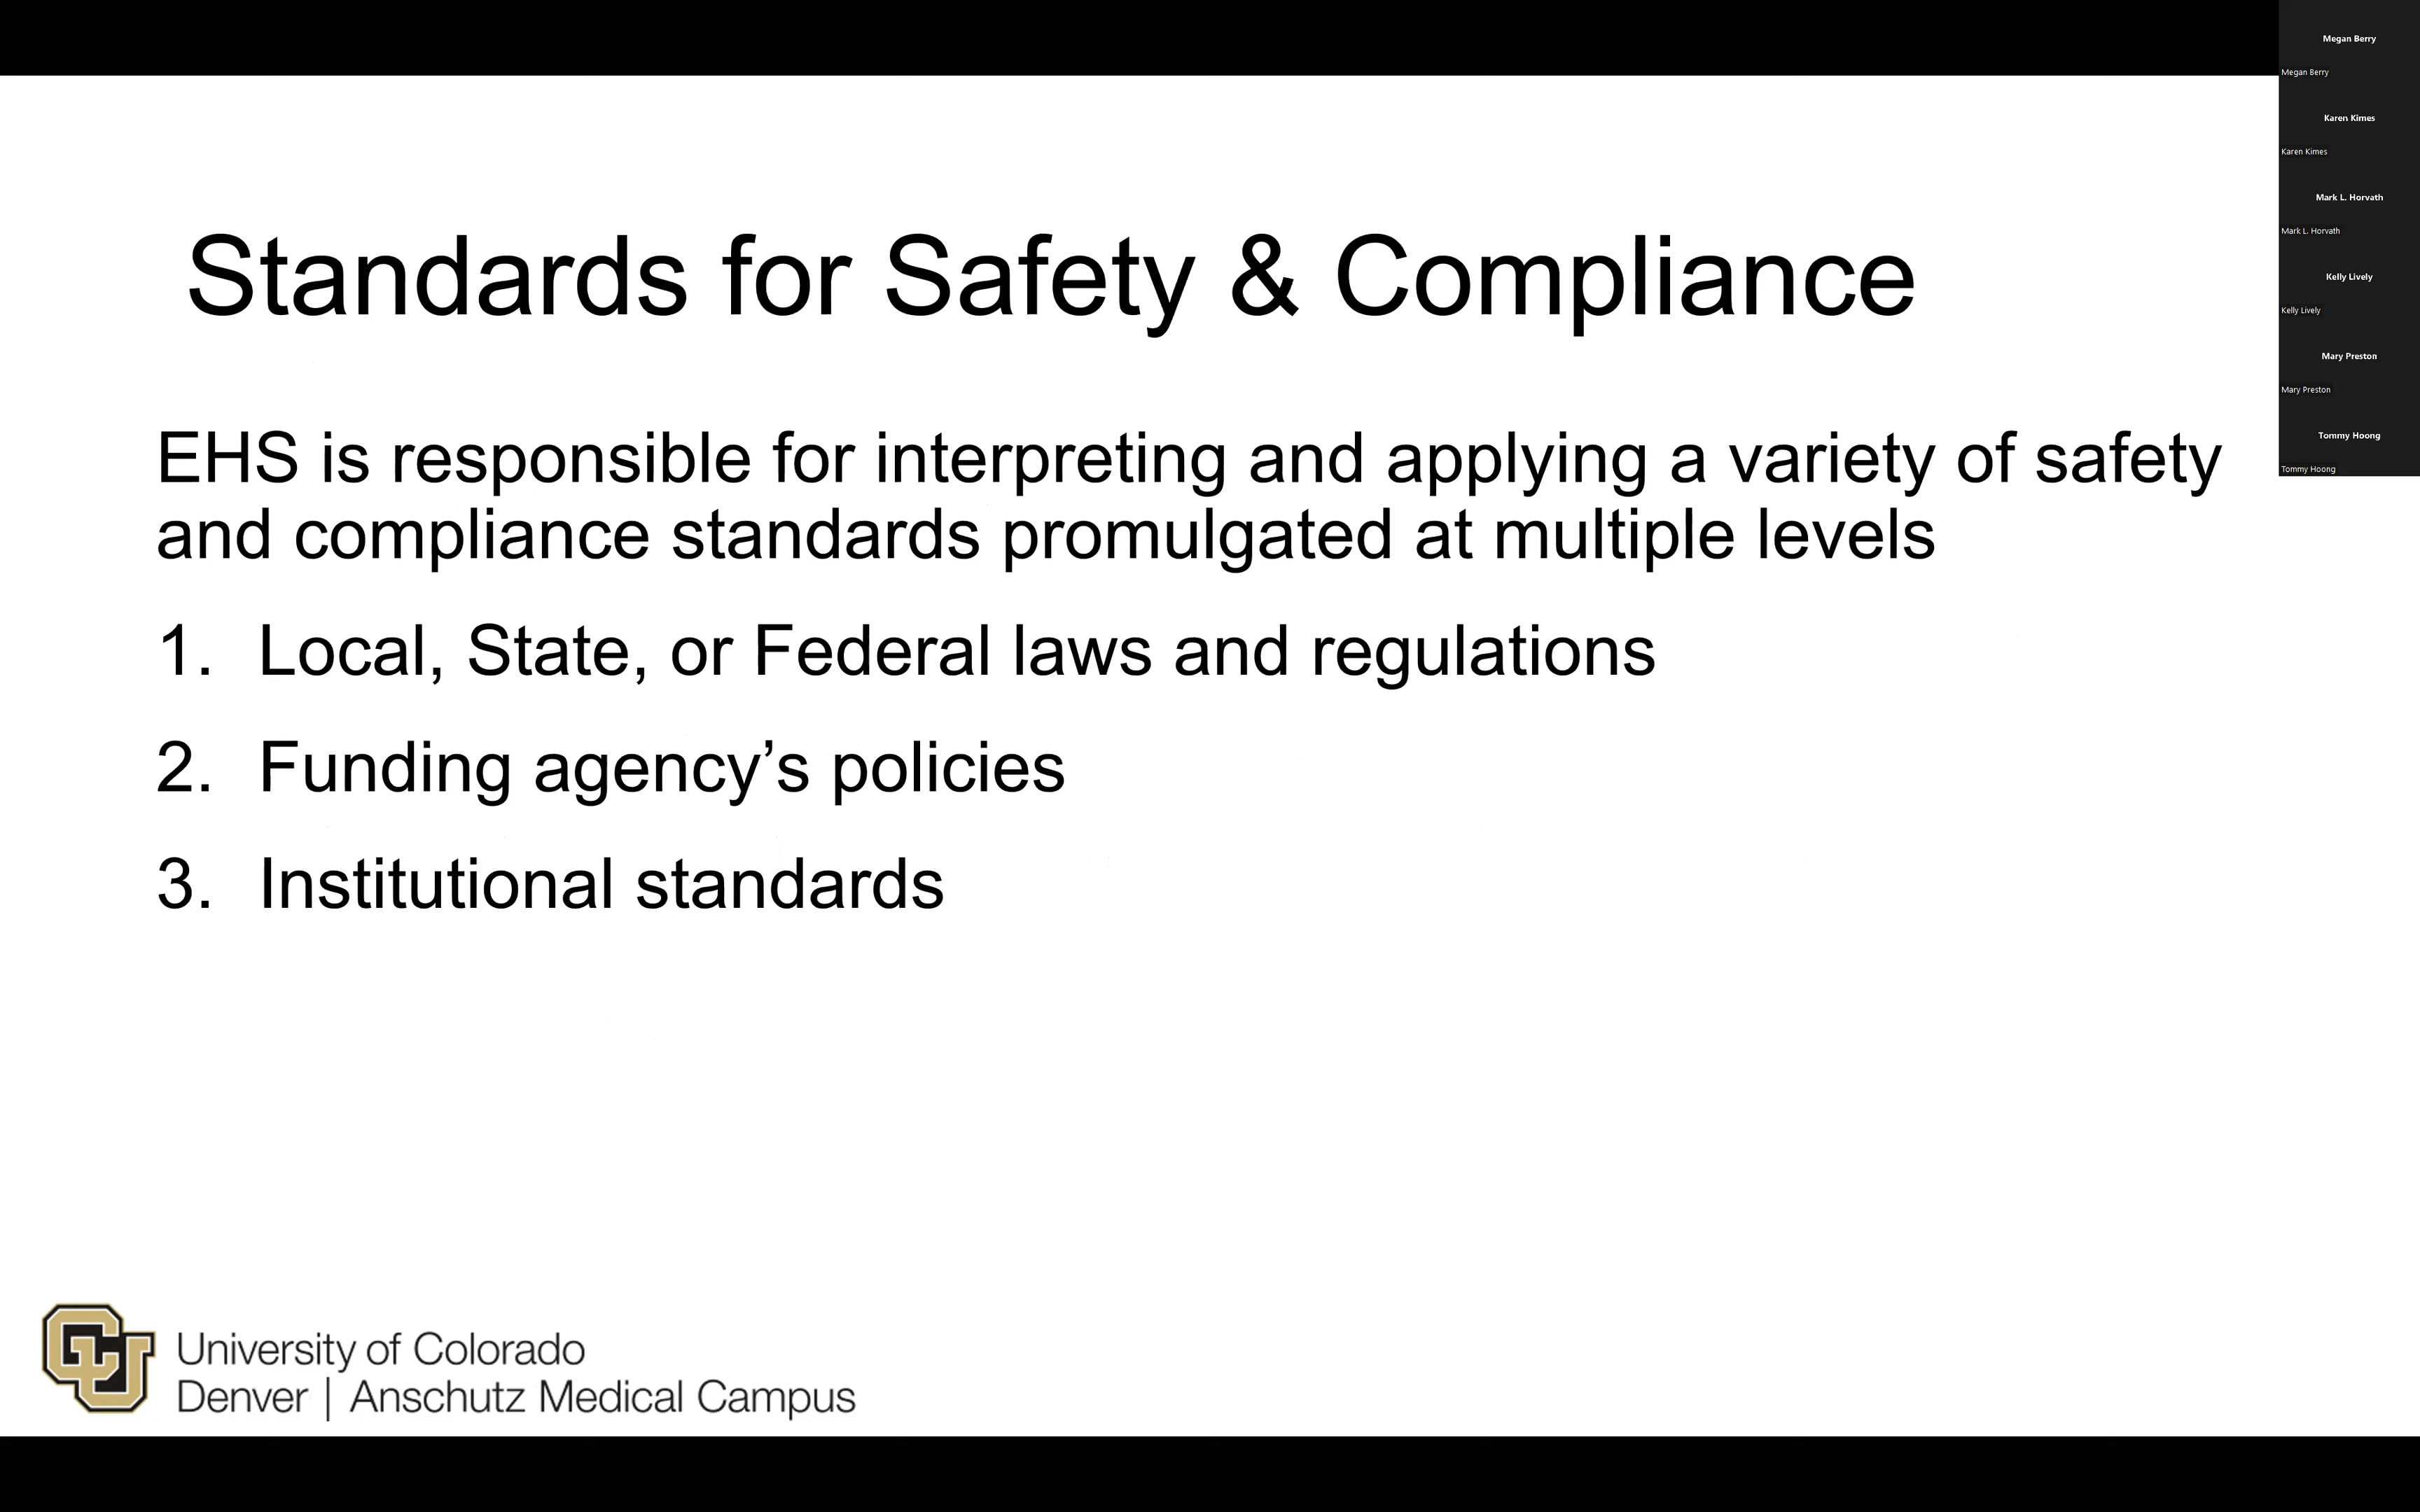 Standards for Safety & Compliance
EHS is responsible for interpreting and applying a variety of safety
and compliance standards promulgated at multiple levels
1. Local, State, or Federal laws and regulations
2. Funding agency’s policies
3. Institutional standards
CU
University of Colorado
Denver | Anschutz Medical Campus
Megan Berry
Megan Berry
Karen Kimes
Karen Kimes
Mark L. Horvath
Mark L. Horvath
Kelly Lively
Kelly Lively
Mary Preston
Mary Preston
Tommy Hoong
Tommy Hoong